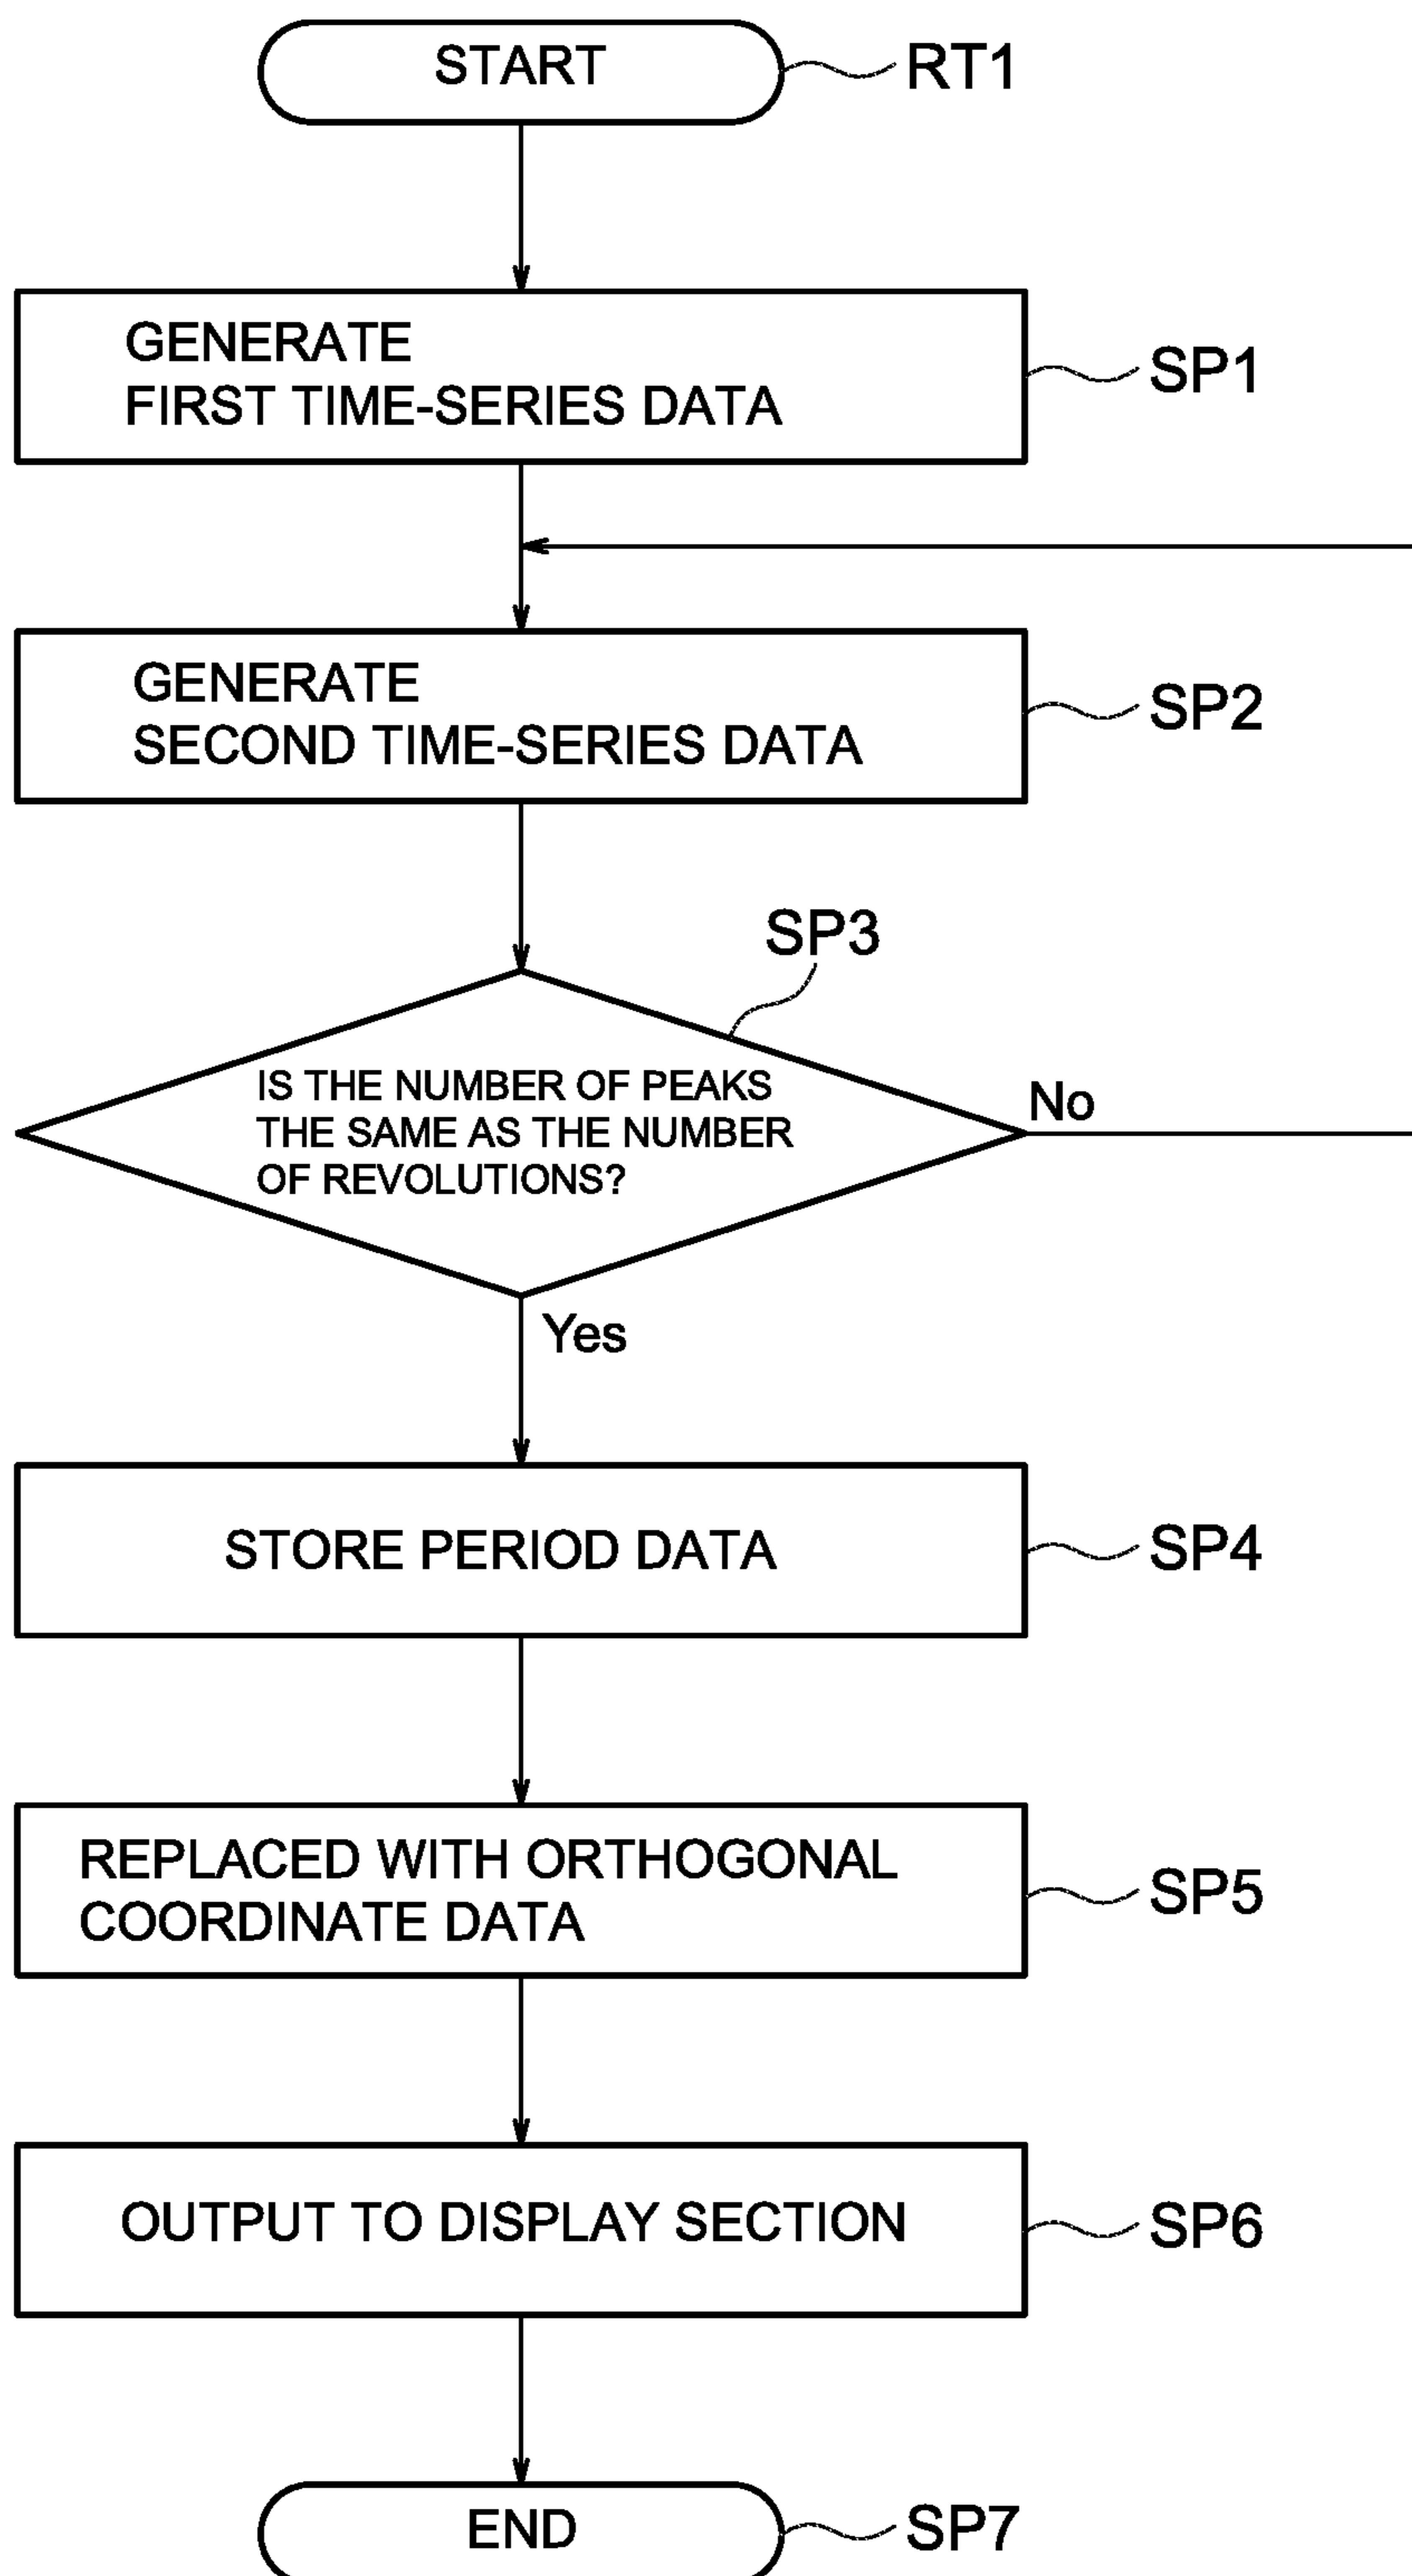 START
RT1
GENERATE
FIRST TIME-SERIES DATA
SP1
GENERATE
SECOND TIME-SERIES DATA
SP2
SP3
IS THE NUMBER OF PEAKS
THE SAME AS THE NUMBER
OF REVOLUTIONS?
No
Yes
STORE PERIOD DATA
SP4
REPLACED WITH ORTHOGONAL
COORDINATE DATA
SP5
OUTPUT TO DISPLAY SECTION
SP6
END
SP7